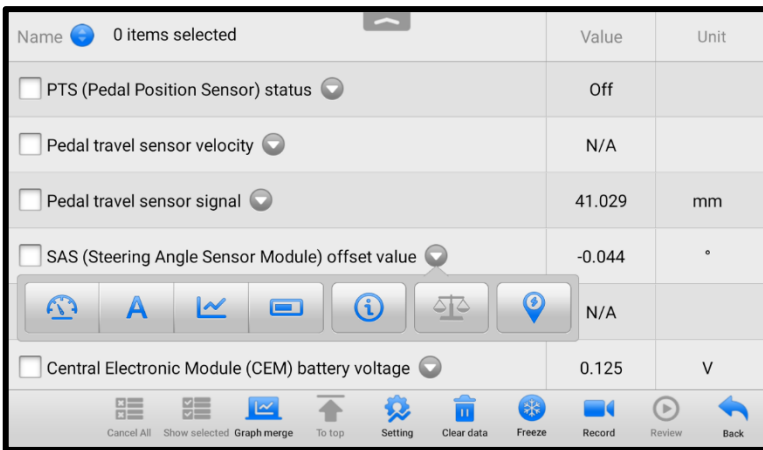 Name 0 items selected Value Unit
PTS (Pedal Position Sensor) status Off
Pedal travel sensor velocity N/A
Pedal travel sensor signal 41.029 mm
SAS (Steering Angle Sensor Module) offset value -0.044 °
A N/A
Central Electronic Module (CEM) battery voltage 0.125 V
Cancel All Show selected Graph merge To top Setting Clear data Freeze Record Review Back